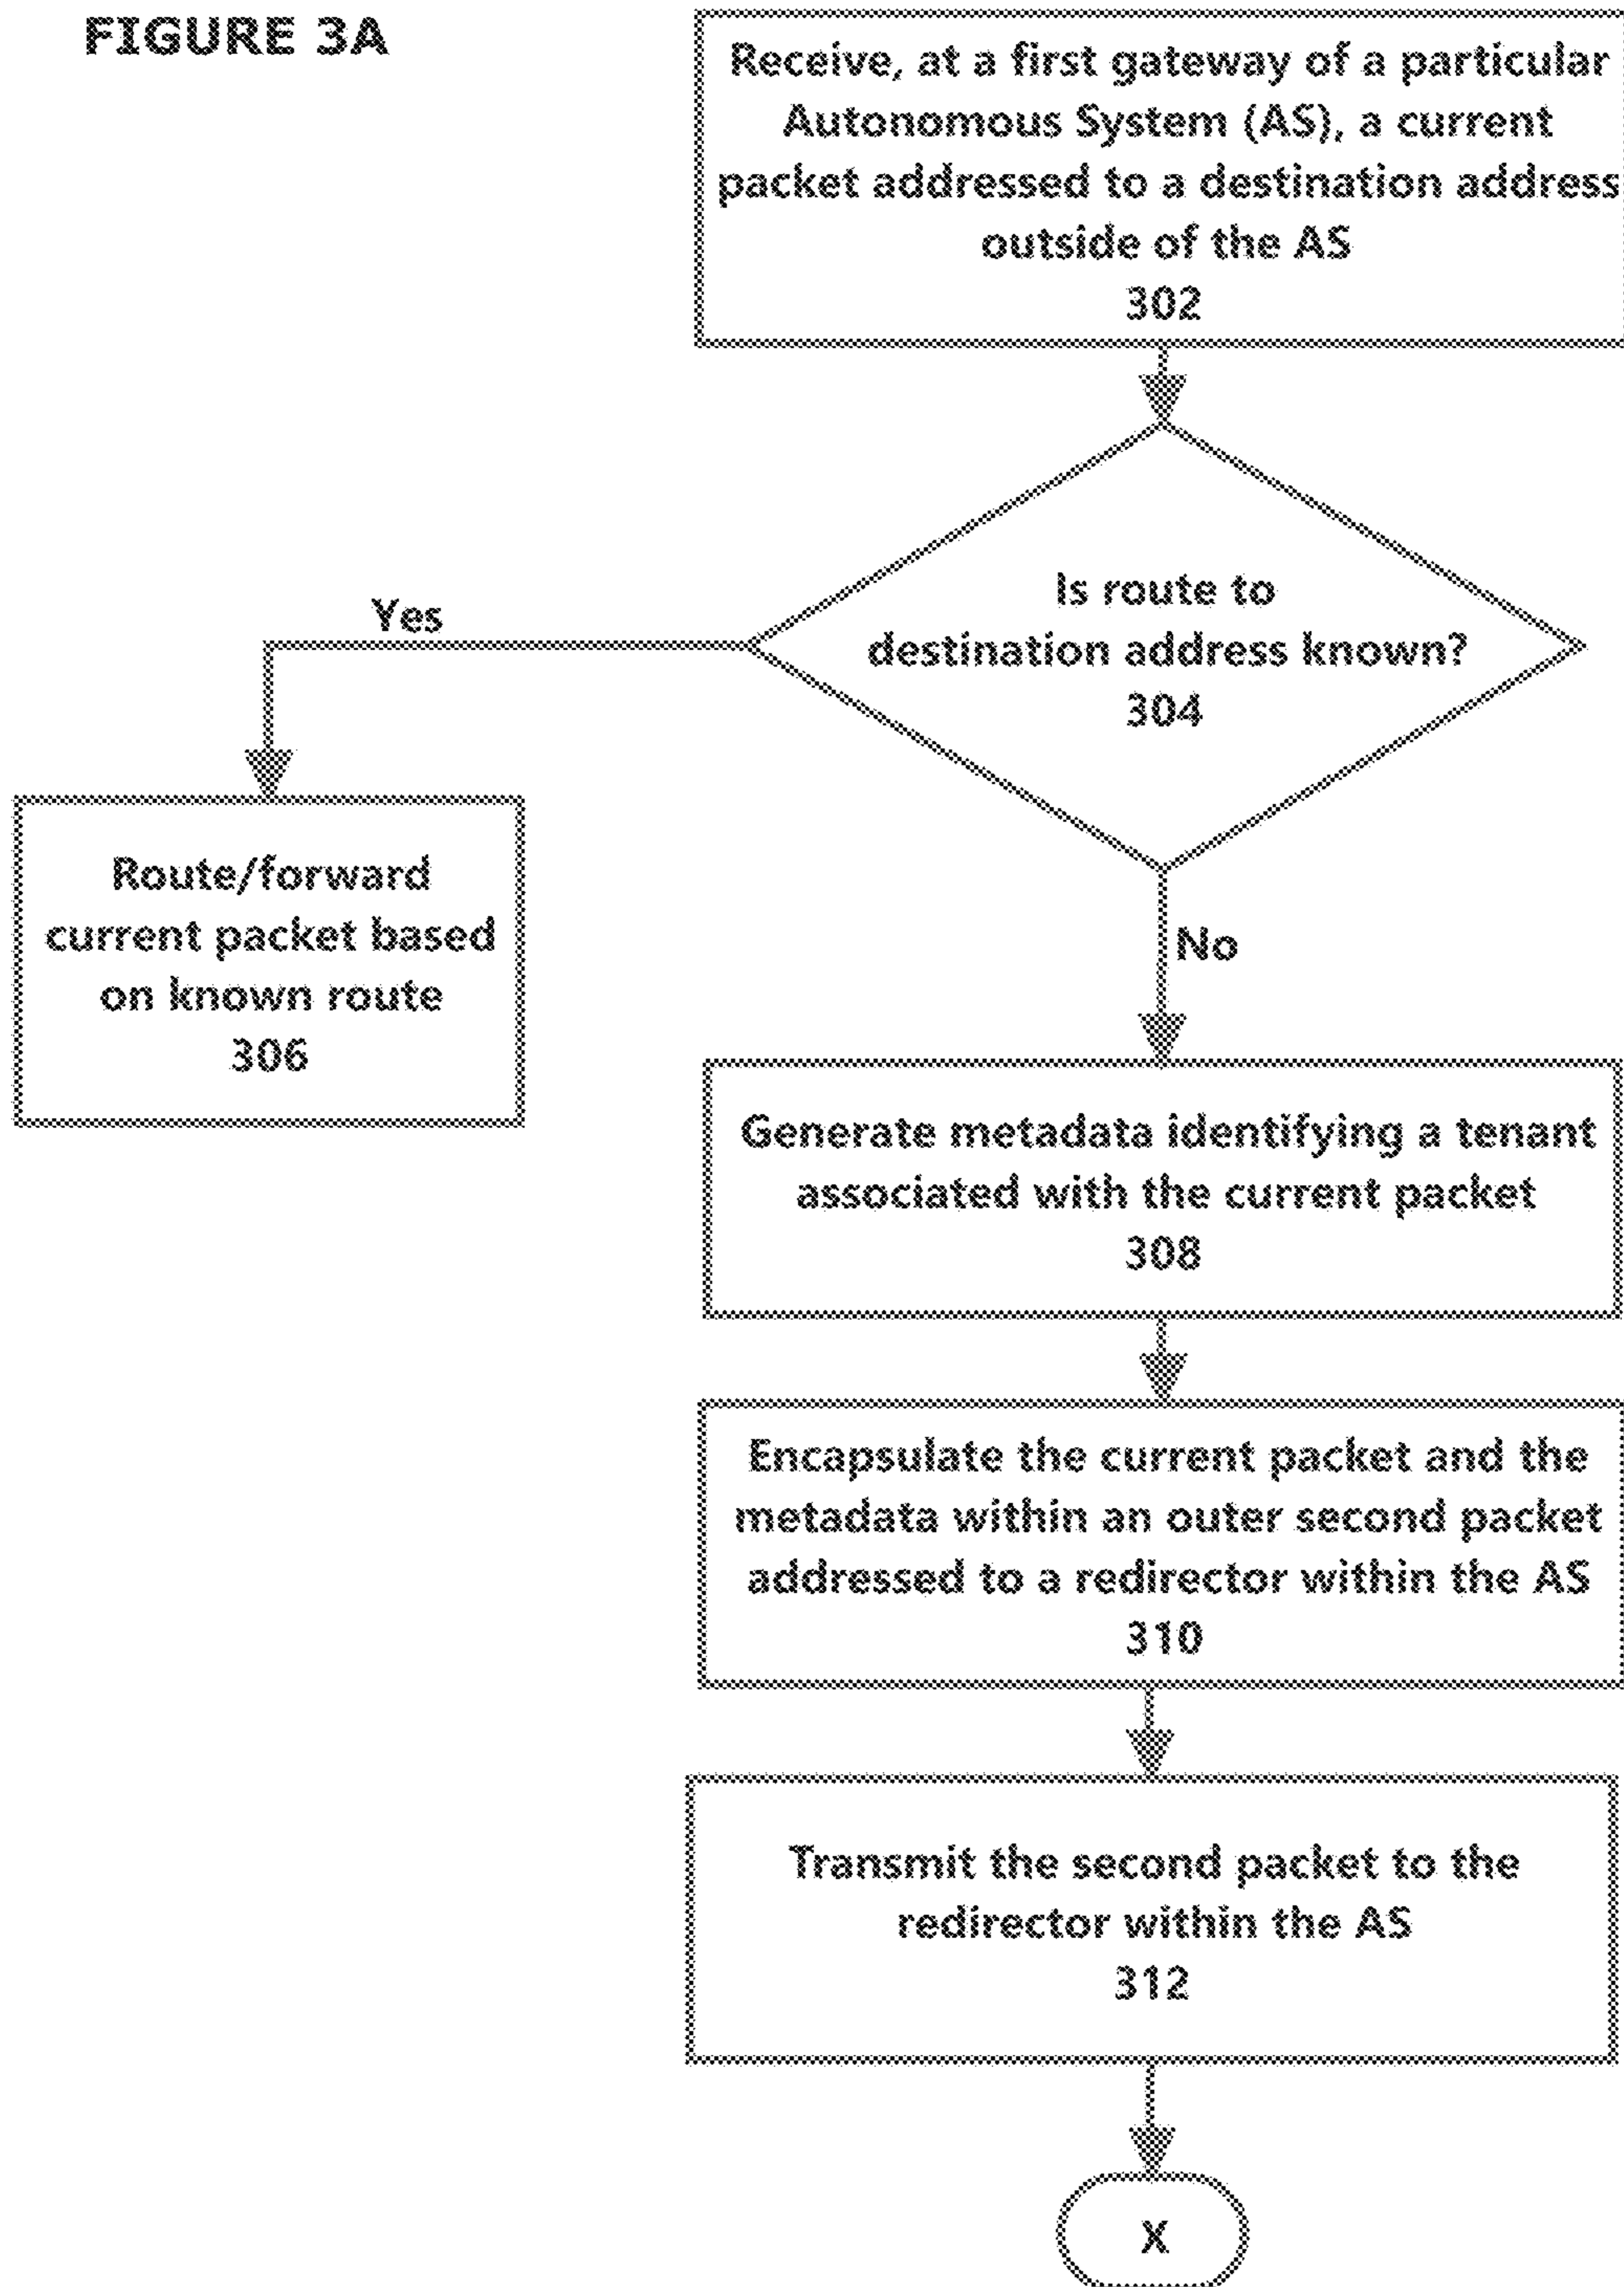 FIGURE 3A
Receive, at a first gateway of a particular
Autonomous System (AS), a current
packet addressed to a destination address
outside of the AS
302
Is route to
destination address known?
304
Yes
Route/forward
current packet based
on known route
306
No
Generate metadata identifying a tenant
associated with the current packet
308
Encapsulate the current packet and the
metadata within an outer second packet
addressed to a redirector within the AS
310
Transmit the second packet to the
redirector within the AS
312
X